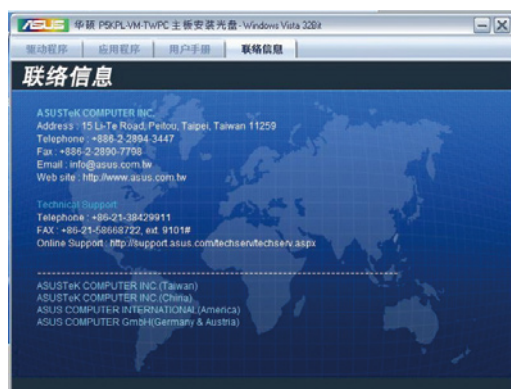 ASUS 华硕 P5KPL-VM-TWPC 主板安装光盘 - Windows Vista 32Bit
驱动程序 应用程序 用户手册 联络信息
联络信息
ASUSTeK COMPUTER INC.
Address : 15 Li-Te Road, Peitou, Taipei, Taiwan 11259
Telephone : +886-2-2894-3447
Fax : +886-2-2890-7798
Email : info@asus.com.tw
Web site : http://www.asus.com.tw
Technical Support
Telephone : +86-21-38429911
FAX : +86-21-58668722, ext. 9101#
Online Support : http://support.asus.com/techserv/techserv.aspx
ASUSTeK COMPUTER INC.(Taiwan)
ASUSTeK COMPUTER INC.(China)
ASUS COMPUTER INTERNATIONAL(America)
ASUS COMPUTER GmbH(Germany & Austria)